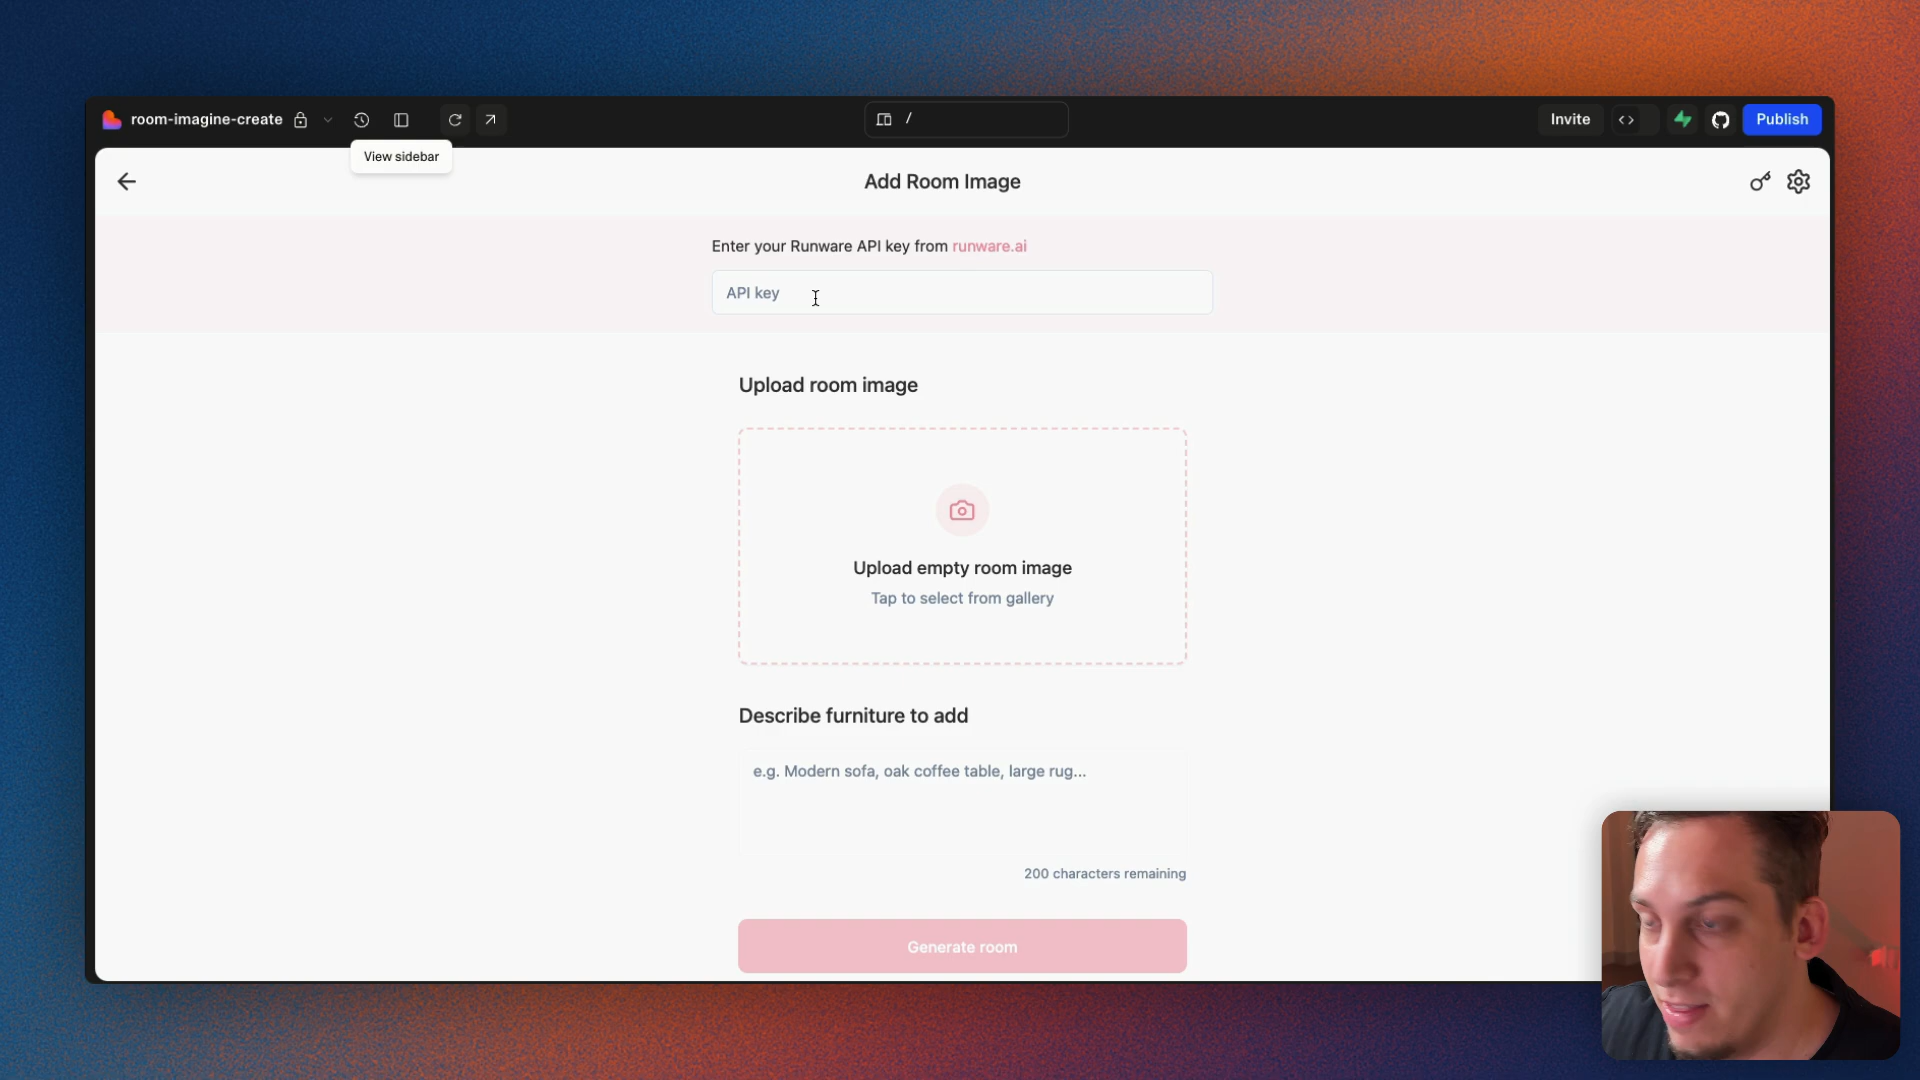 room-imagine-create
/
Invite
Publish
View sidebar
Add Room Image
Enter your Runware API key from runware.ai
API key
Upload room image
Upload empty room image
Tap to select from gallery
Describe furniture to add
e.g. Modern sofa, oak coffee table, large rug...
200 characters remaining
Generate room